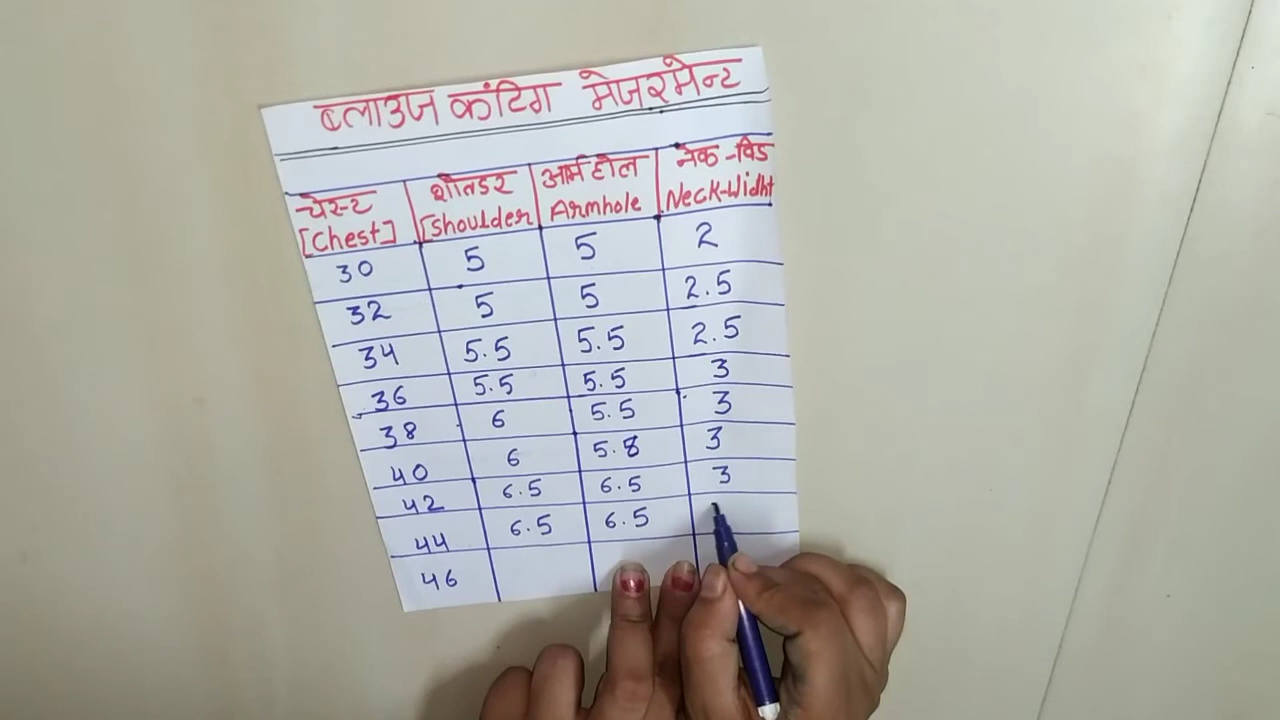 ब्लाउज कंटिग मेजरमेन्ट
चेस्ट शोलडर आर्महोल नेक-विड
[Chest] [Shoulder Armhole Neck-Widht
30 5 5 2
32 5 5 2.5
34 5.5 5.5 2.5
36 5.5 5.5 3
38 6 5.5 3
40 6 5.8 3
42 6.5 6.5 3
44 6.5 6.5
46